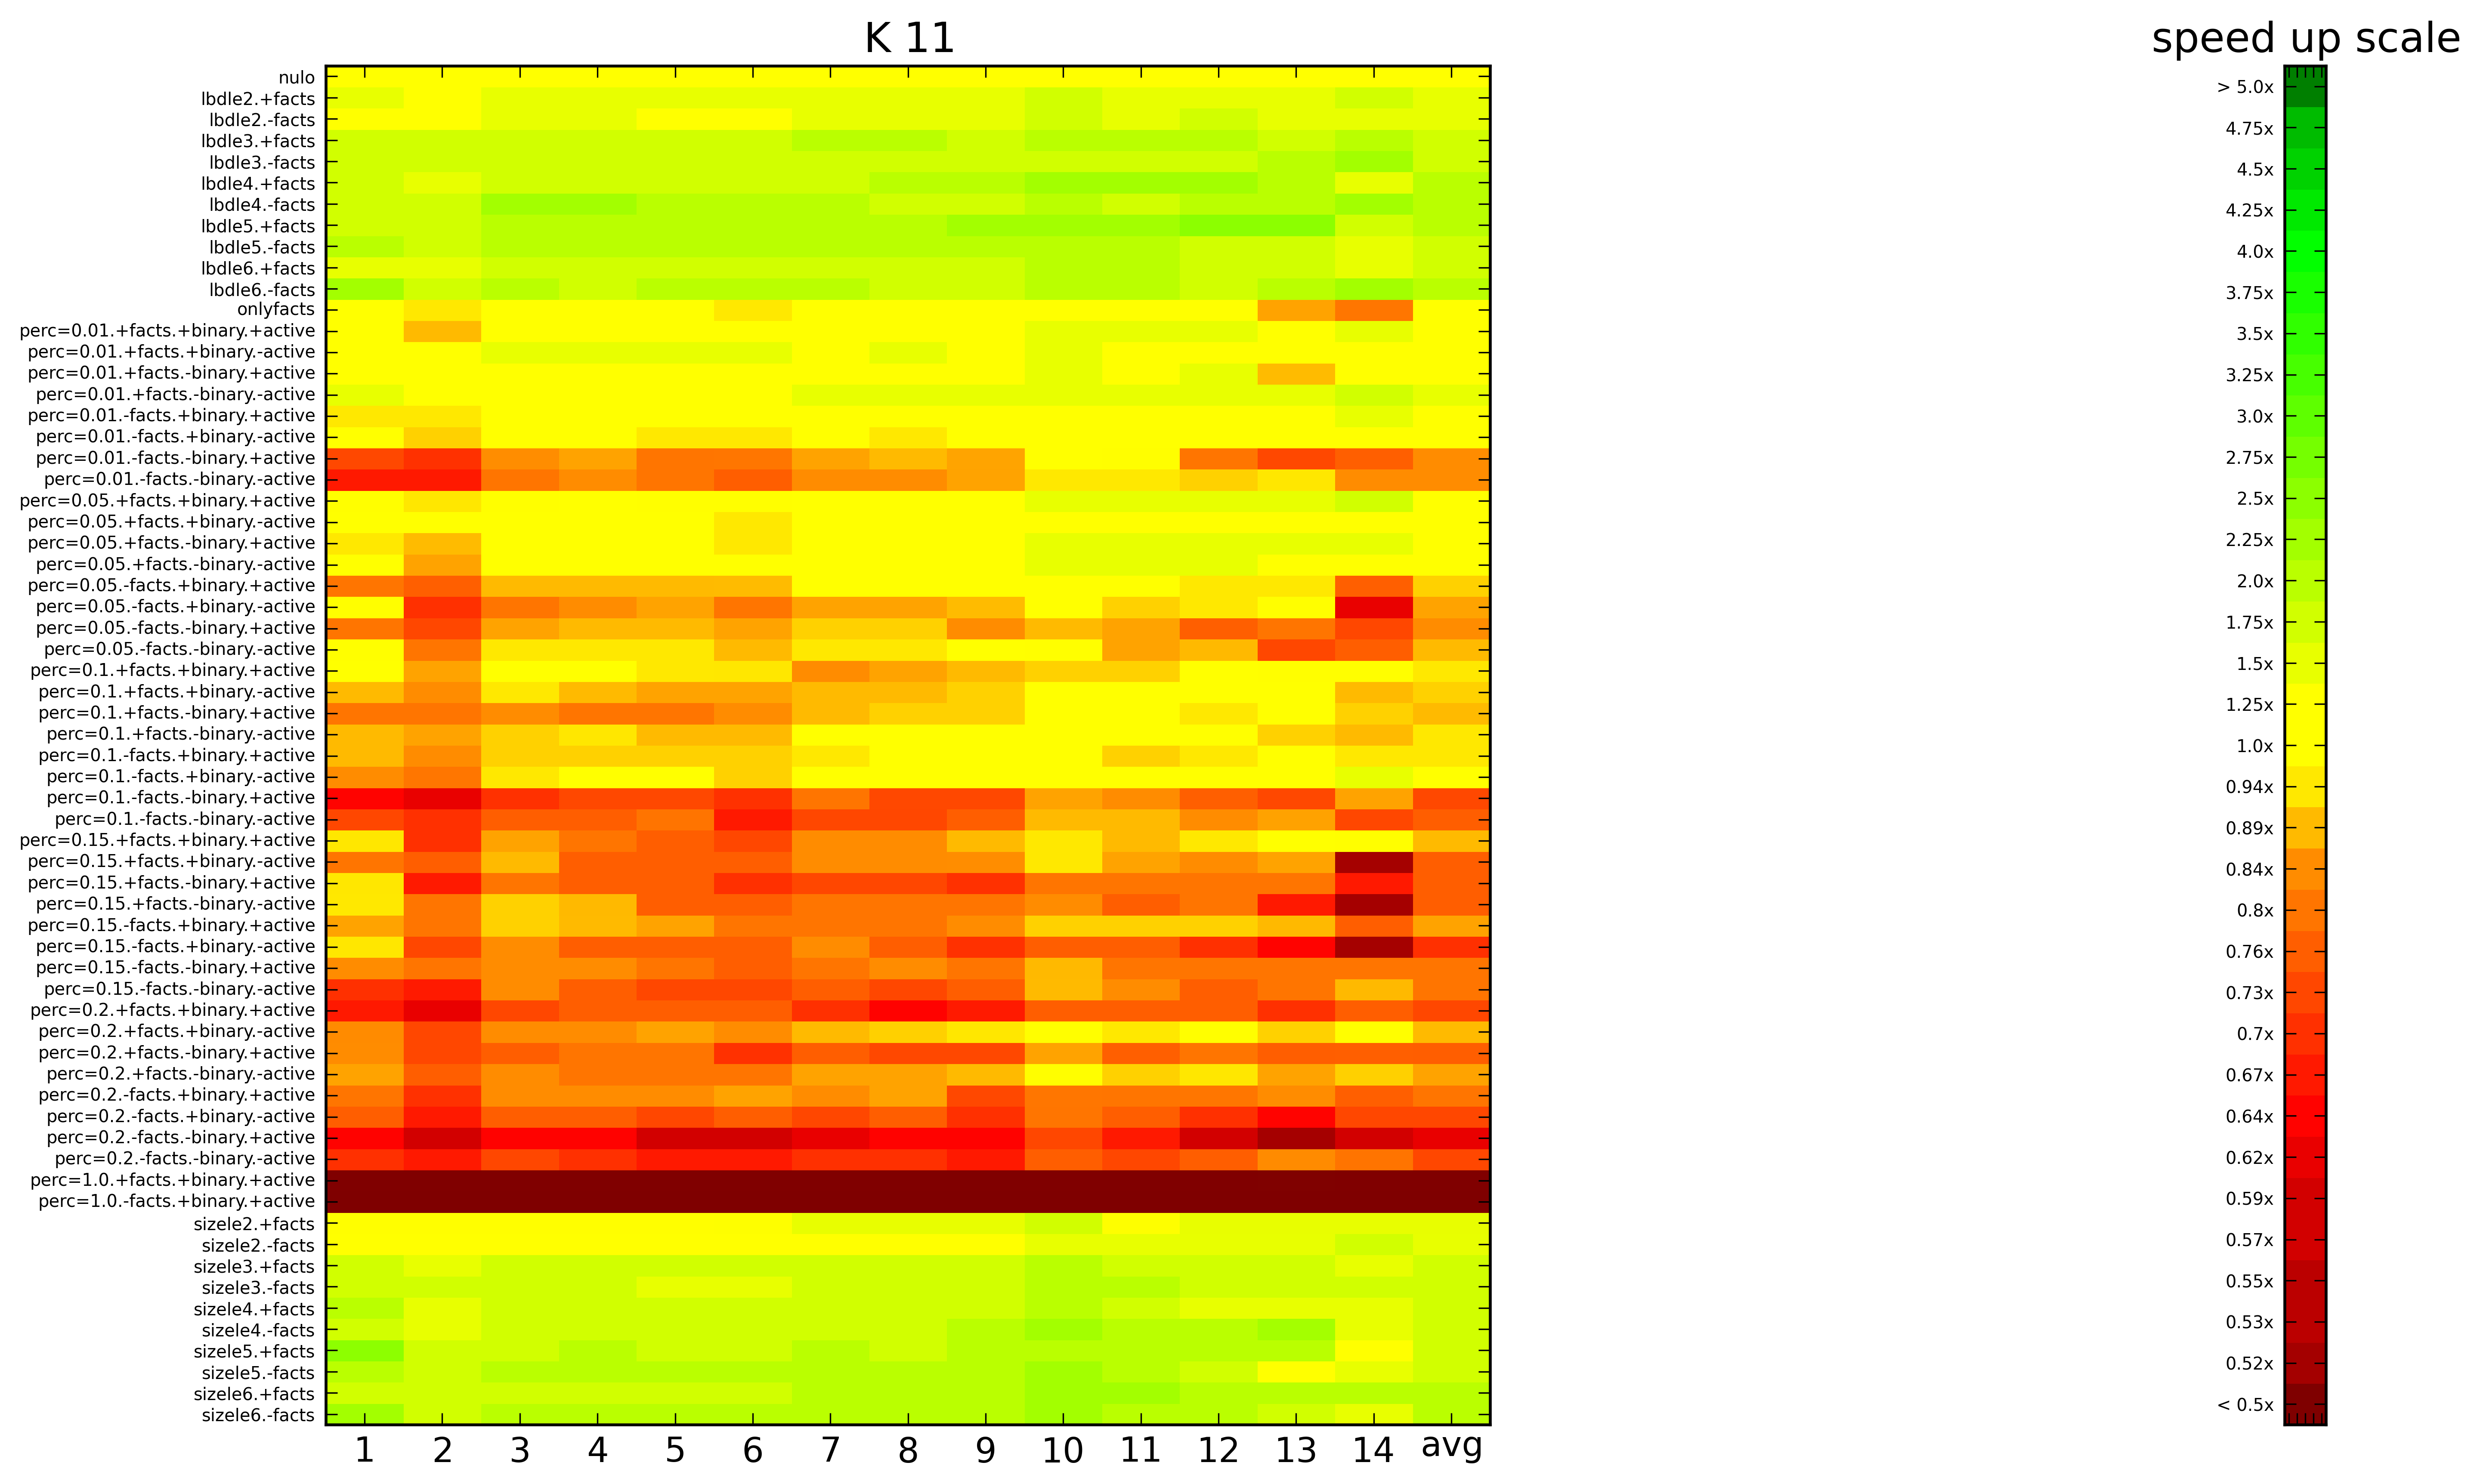 K 11
speed up scale
nulo
lbdle2.+facts
lbdle2.-facts
lbdle3.+facts
lbdle3.-facts
lbdle4.+facts
lbdle4.-facts
lbdle5.+facts
lbdle5.-facts
lbdle6.+facts
lbdle6.-facts
onlyfacts
perc=0.01.+facts.+binary.+active
perc=0.01.+facts.+binary.-active
perc=0.01.+facts.-binary.+active
perc=0.01.+facts.-binary.-active
perc=0.01.-facts.+binary.+active
perc=0.01.-facts.+binary.-active
perc=0.01.-facts.-binary.+active
perc=0.01.-facts.-binary.-active
perc=0.05.+facts.+binary.+active
perc=0.05.+facts.+binary.-active
perc=0.05.+facts.-binary.+active
perc=0.05.+facts.-binary.-active
perc=0.05.-facts.+binary.+active
perc=0.05.-facts.+binary.-active
perc=0.05.-facts.-binary.+active
perc=0.05.-facts.-binary.-active
perc=0.1.+facts.+binary.+active
perc=0.1.+facts.+binary.-active
perc=0.1.+facts.-binary.+active
perc=0.1.+facts.-binary.-active
perc=0.1.-facts.+binary.+active
perc=0.1.-facts.+binary.-active
perc=0.1.-facts.-binary.+active
perc=0.1.-facts.-binary.-active
perc=0.15.+facts.+binary.+active
perc=0.15.+facts.+binary.-active
perc=0.15.+facts.-binary.+active
perc=0.15.+facts.-binary.-active
perc=0.15.-facts.+binary.+active
perc=0.15.-facts.+binary.-active
perc=0.15.-facts.-binary.+active
perc=0.15.-facts.-binary.-active
perc=0.2.+facts.+binary.+active
perc=0.2.+facts.+binary.-active
perc=0.2.+facts.-binary.+active
perc=0.2.+facts.-binary.-active
perc=0.2.-facts.+binary.+active
perc=0.2.-facts.+binary.-active
perc=0.2.-facts.-binary.+active
perc=0.2.-facts.-binary.-active
perc=1.0.+facts.+binary.+active
perc=1.0.-facts.+binary.+active
sizele2.+facts
sizele2.-facts
sizele3.+facts
sizele3.-facts
sizele4.+facts
sizele4.-facts
sizele5.+facts
sizele5.-facts
sizele6.+facts
sizele6.-facts
1 2 3 4 5 6 7 8 9 10 11 12 13 14 avg
> 5.0x
4.75x
4.5x
4.25x
4.0x
3.75x
3.5x
3.25x
3.0x
2.75x
2.5x
2.25x
2.0x
1.75x
1.5x
1.25x
1.0x
0.94x
0.89x
0.84x
0.8x
0.76x
0.73x
0.7x
0.67x
0.64x
0.62x
0.59x
0.57x
0.55x
0.53x
0.52x
< 0.5x